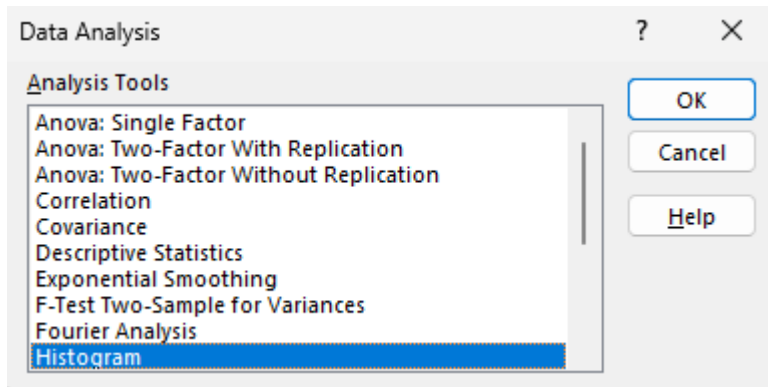 Data Analysis ? ×
Analysis Tools
Anova: Single Factor
Anova: Two-Factor With Replication
Anova: Two-Factor Without Replication
Correlation
Covariance
Descriptive Statistics
Exponential Smoothing
F-Test Two-Sample for Variances
Fourier Analysis
Histogram
OK
Cancel
Help